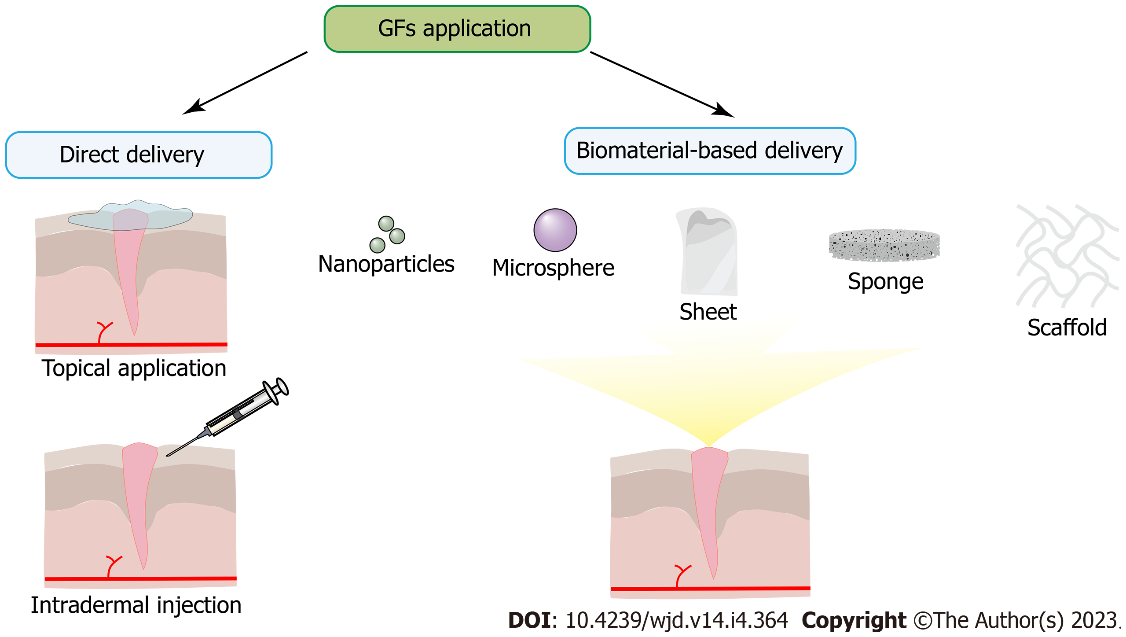 GFs application
Direct delivery
Biomaterial-based delivery
Nanoparticles
Microsphere
Sheet
Sponge
Scaffold
Topical application
Intradermal injection
DOI: 10.4239/wjd.v14.i4.364 Copyright ©The Author(s) 2023.